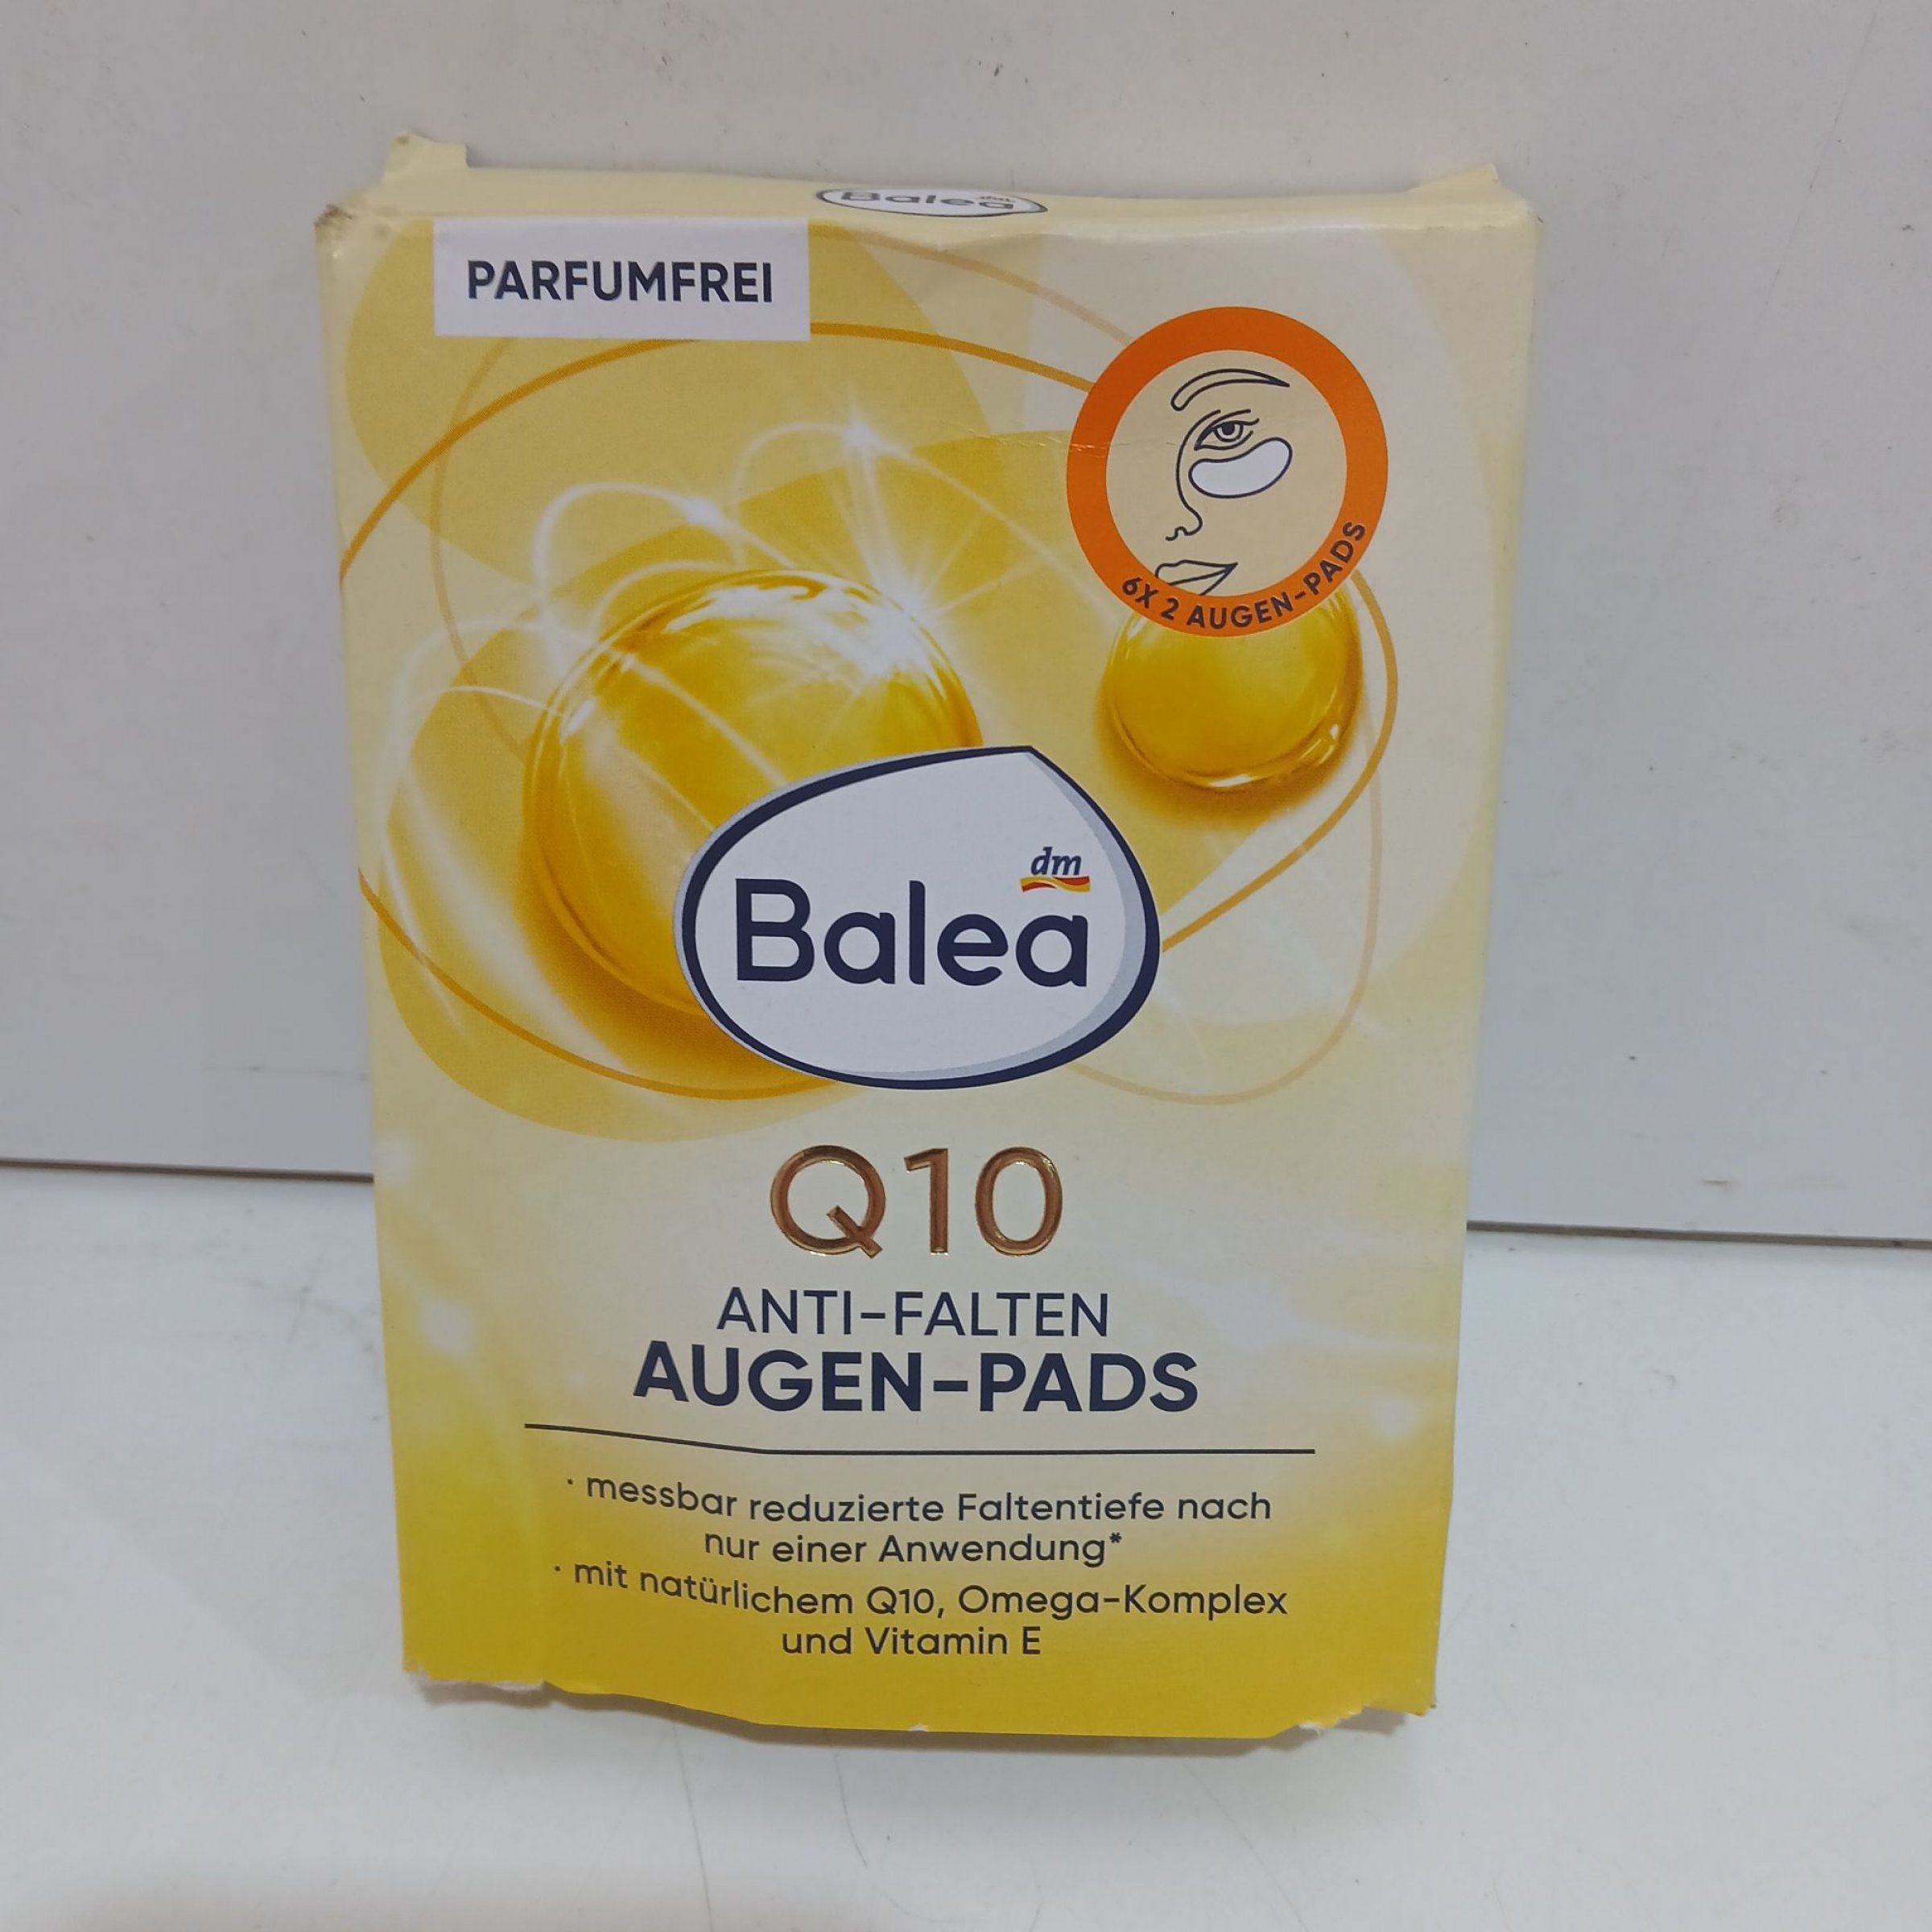 Balea
PARFUMFREI
6X 2 AUGEN-PADS
dm
Balea
Q10
ANTI-FALTEN
AUGEN-PADS
· messbar reduzierte Faltentiefe nach
nur einer Anwendung*
· mit natürlichem Q10, Omega-Komplex
und Vitamin E